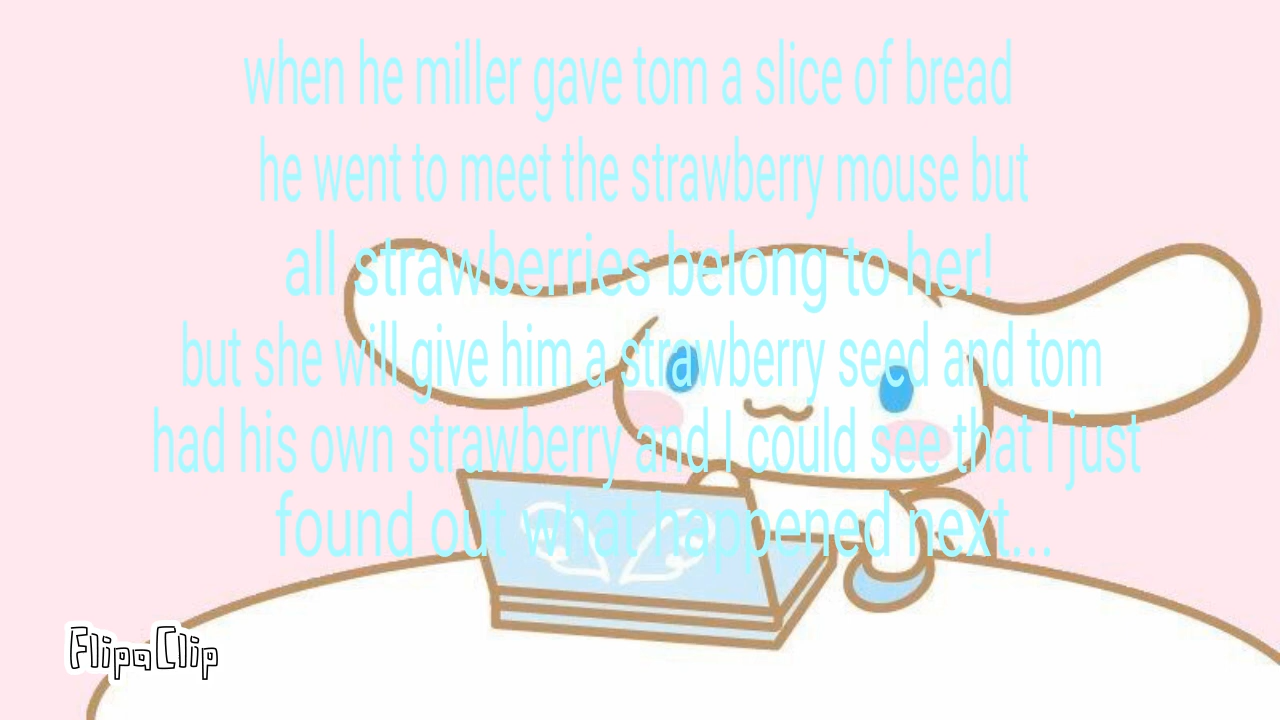 when he miller gave tom a slice of bread
he went to meet the strawberry mouse but
all strawberries belong to her!
but she will give him a strawberry seed and tom
had his own strawberry and I could see that I just
found out what happened next...
FlipaClip